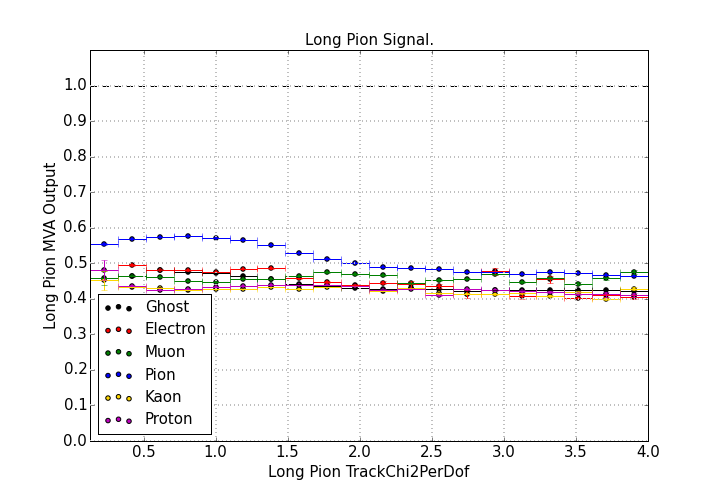 Long Pion Signal.
1.0
0.9
0.8
0.7
0.6
0.5
0.4
0.3
0.2
0.1
0.0
Long Pion MVA Output
Ghost
Electron
Muon
Pion
Kaon
Proton
0.5 1.0 1.5 2.0 2.5 3.0 3.5 4.0
Long Pion TrackChi2PerDof